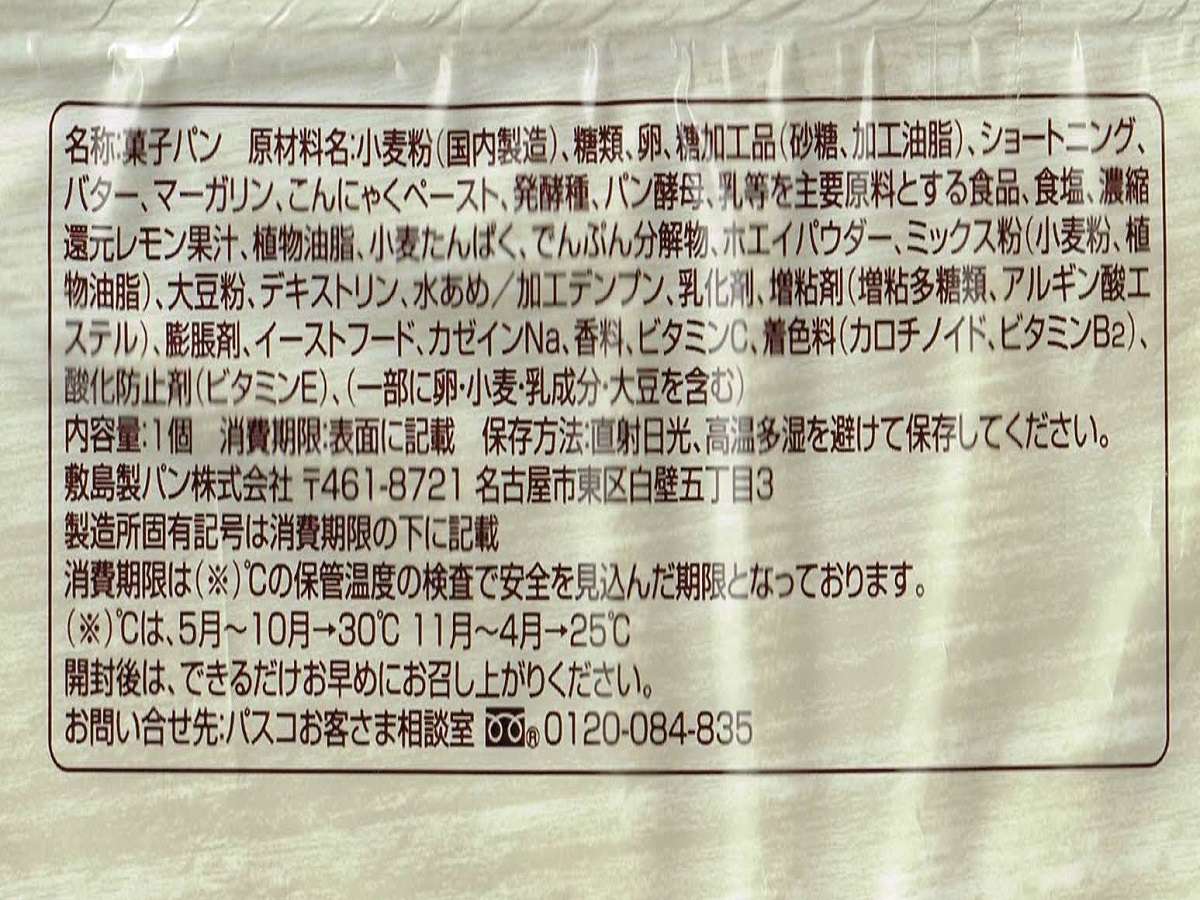 名称:菓子パン　原材料名:小麦粉(国内製造)、糖類、卵、糖加工品(砂糖、加工油脂)、ショートニング、
バター、マーガリン、こんにゃくペースト、発酵種、パン酵母、乳等を主要原料とする食品、食塩、濃縮
還元レモン果汁、植物油脂、小麦たんぱく、でんぷん分解物、ホエイパウダー、ミックス粉(小麦粉、植
物油脂)、大豆粉、デキストリン、水あめ／加工デンプン、乳化剤、増粘剤(増粘多糖類、アルギン酸エ
ステル)、膨脹剤、イーストフード、カゼインNa、香料、ビタミンC、着色料(カロチノイド、ビタミンB2)、
酸化防止剤(ビタミンE)、(一部に卵・小麦・乳成分・大豆を含む)
内容量:1個　消費期限:表面に記載　保存方法:直射日光、高温多湿を避けて保存してください。
敷島製パン株式会社 〒461-8721 名古屋市東区白壁五丁目3
製造所固有記号は消費期限の下に記載
消費期限は(※)℃の保管温度の検査で安全を見込んだ期限となっております。
(※)℃は、5月〜10月→30℃ 11月〜4月→25℃
開封後は、できるだけお早めにお召し上がりください。
お問い合せ先:パスコお客さま相談室 ®0120-084-835